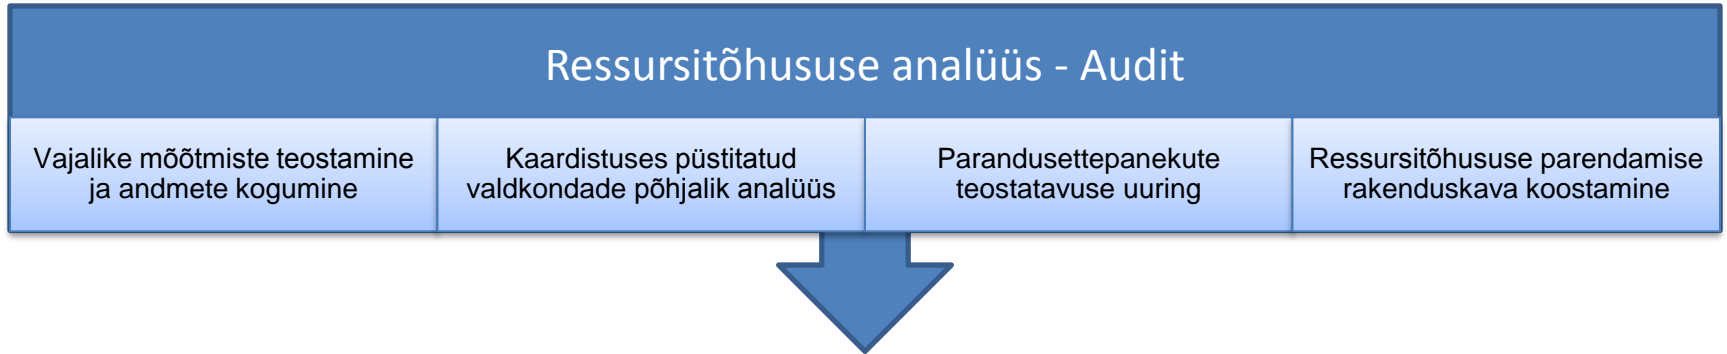 Ressursitõhususe analüüs - Audit
Vajalike mõõtmiste teostamine
ja andmete kogumine
Kaardistuses püstitatud
valdkondade põhjalik analüüs
Parandusettepanekute
teostatavuse uuring
Ressursitõhususe parendamise
rakenduskava koostamine